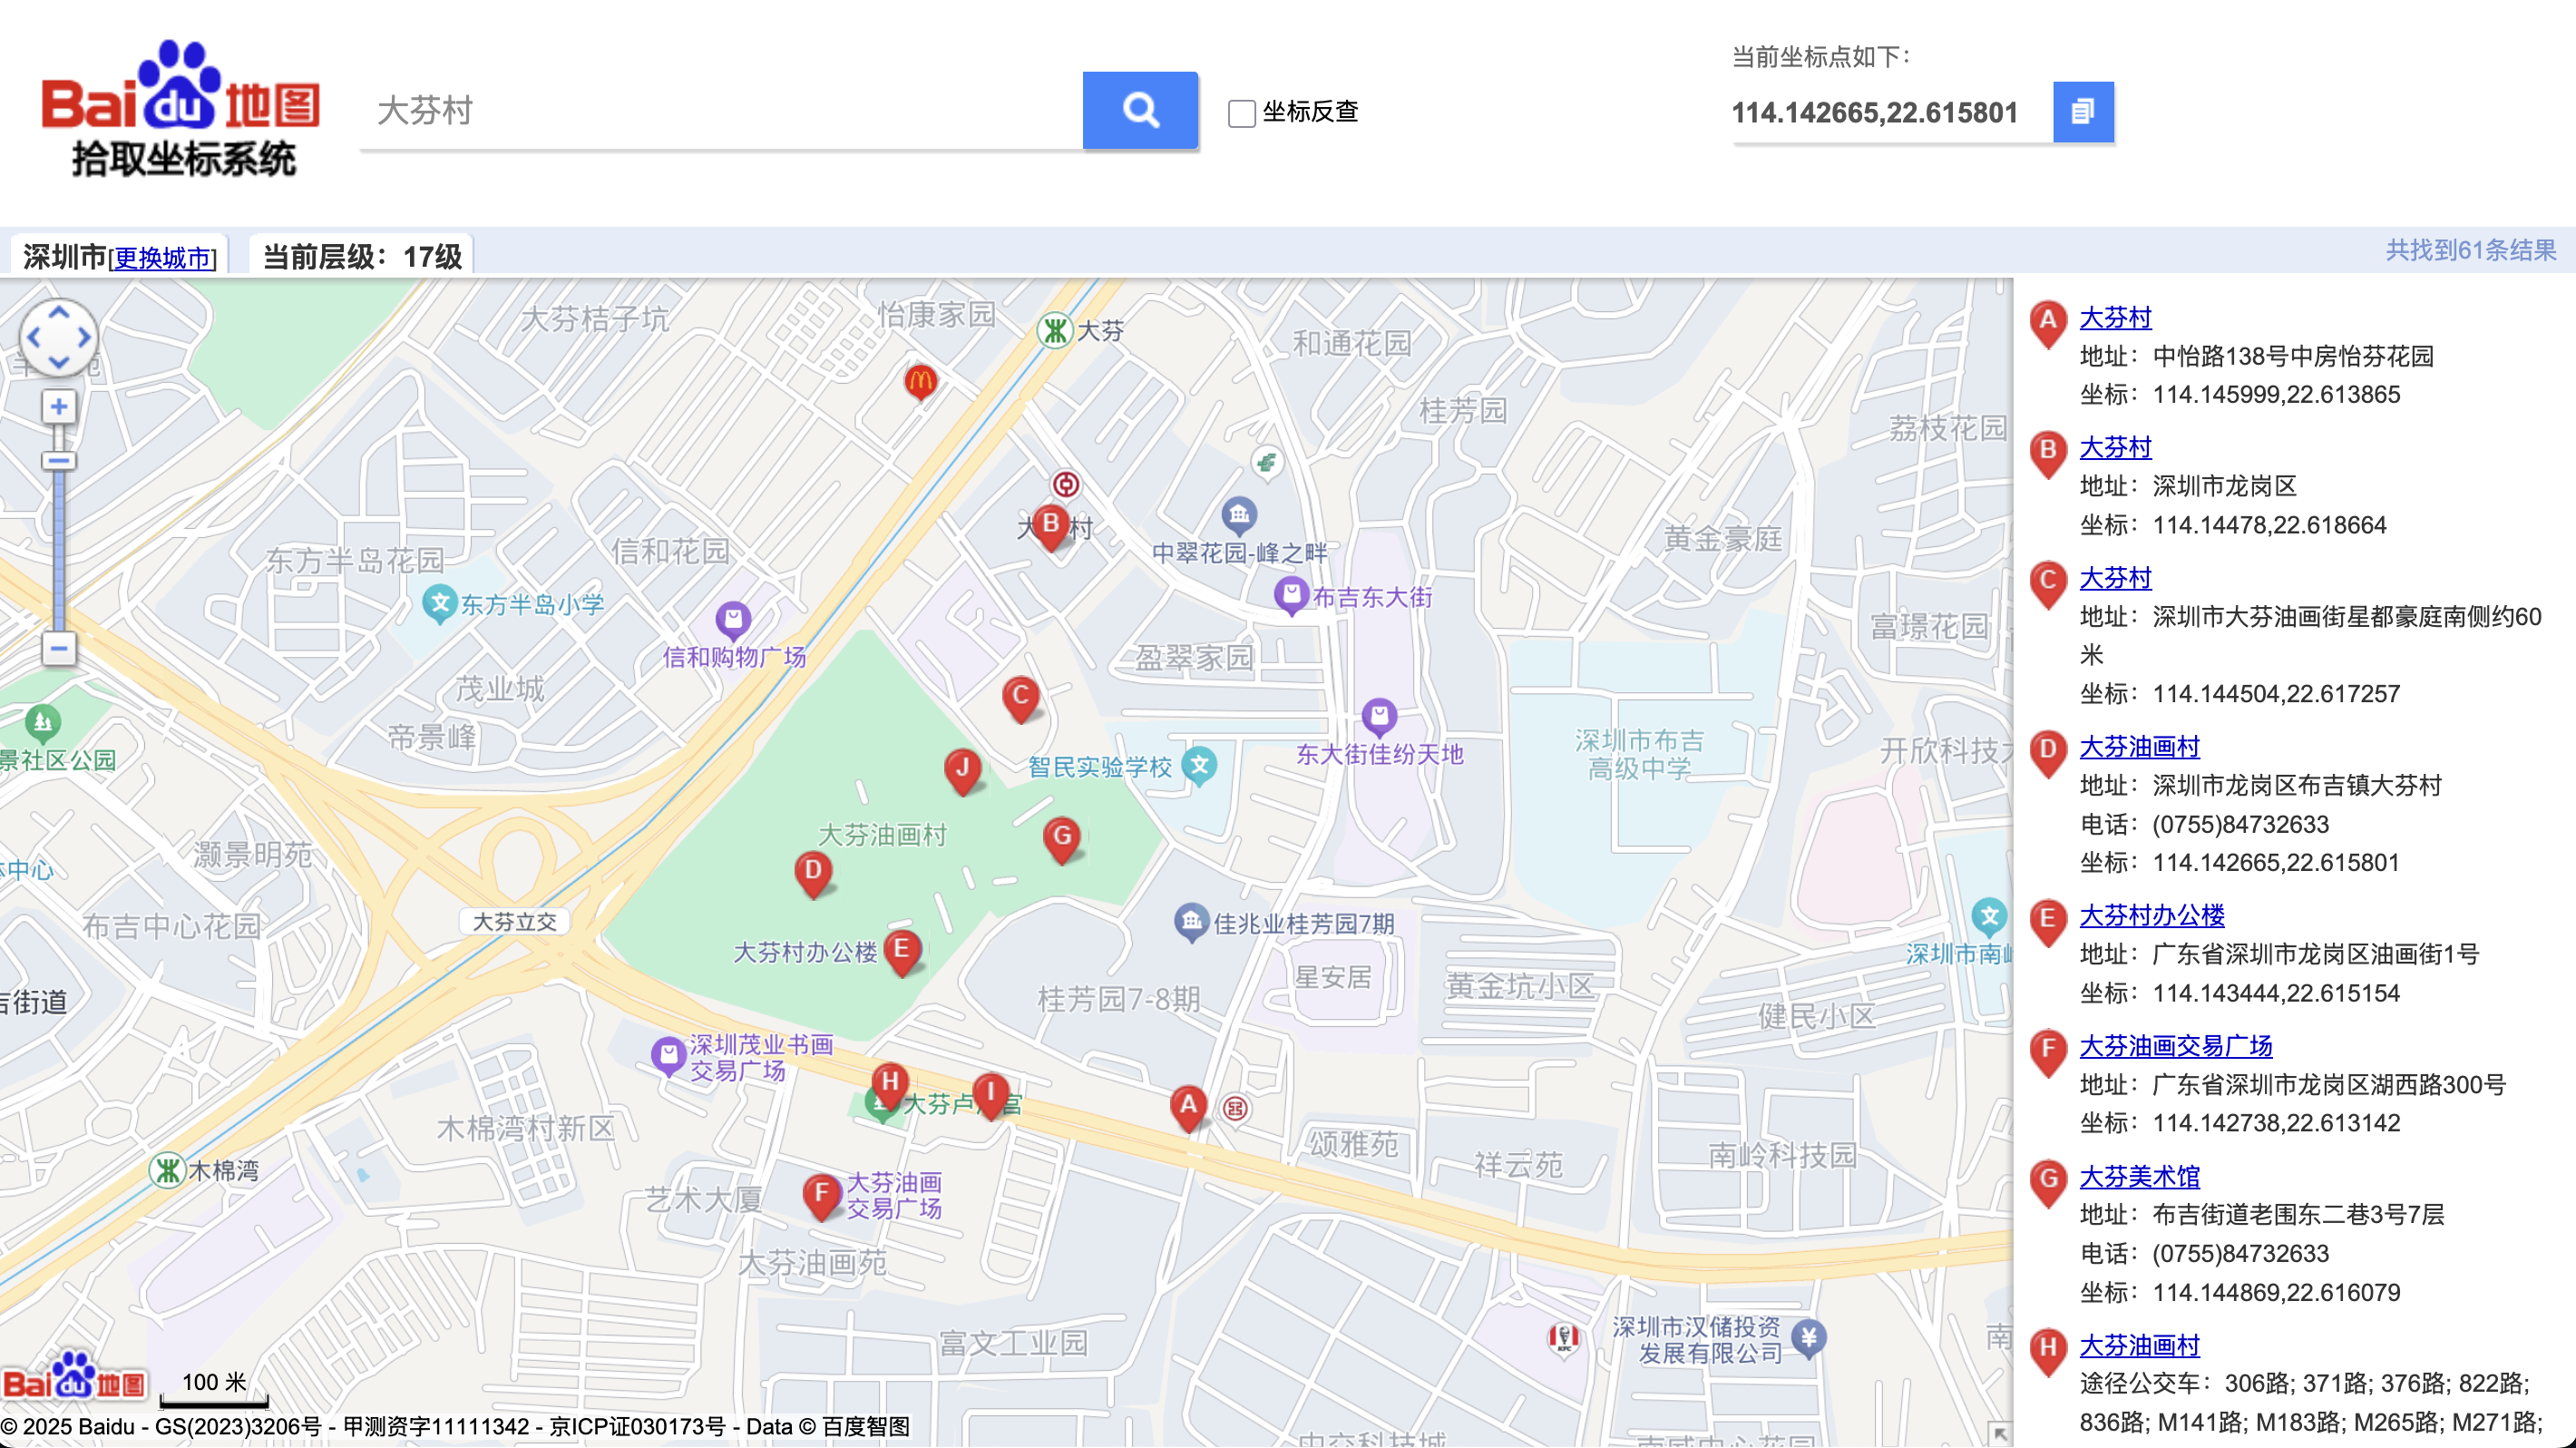 Baidu地图
拾取坐标系统
大芬村
坐标反查
当前坐标点如下：
114.142665,22.615801
深圳市[更换城市]
当前层级：17级
共找到61条结果
大芬桔子坑
怡康家园
大芬
和通花园
桂芳园
荔枝花园
B
中翠花园-峰之畔
黄金豪庭
东方半岛花园
信和花园
文
东方半岛小学
布吉东大街
富璟花园
信和购物广场
盈翠家园
茂业城
C
帝景峰
景社区公园
J
智民实验学校
文
东大街佳纷天地
深圳市布吉
高级中学
开欣科技大
大芬油画村
G
灏景明苑
D
体中心
布吉中心花园
大芬立交
佳兆业桂芳园7期
文
大芬村办公楼
E
深圳市南岭
星安居
黄金坑小区
桂芳园7-8期
吉街道
健民小区
深圳茂业书画
交易广场
H
I
大芬卢
宫
A
木棉湾村新区
颂雅苑
祥云苑
南岭科技园
木棉湾
艺术大厦
F
大芬油画
交易广场
大芬油画苑
富文工业园
KFC
深圳市汉储投资
发展有限公司
¥
南
Baidu地图
100 米
© 2025 Baidu - GS(2023)3206号 - 甲测资字11111342 - 京ICP证030173号 - Data © 百度智图
A
大芬村
地址：中怡路138号中房怡芬花园
坐标：114.145999,22.613865
B
大芬村
地址：深圳市龙岗区
坐标：114.14478,22.618664
C
大芬村
地址：深圳市大芬油画街星都豪庭南侧约60
米
坐标：114.144504,22.617257
D
大芬油画村
地址：深圳市龙岗区布吉镇大芬村
电话：(0755)84732633
坐标：114.142665,22.615801
E
大芬村办公楼
地址：广东省深圳市龙岗区油画街1号
坐标：114.143444,22.615154
F
大芬油画交易广场
地址：广东省深圳市龙岗区湖西路300号
坐标：114.142738,22.613142
G
大芬美术馆
地址：布吉街道老围东二巷3号7层
电话：(0755)84732633
坐标：114.144869,22.616079
H
大芬油画村
途径公交车：306路; 371路; 376路; 822路;
836路; M141路; M183路; M265路; M271路;